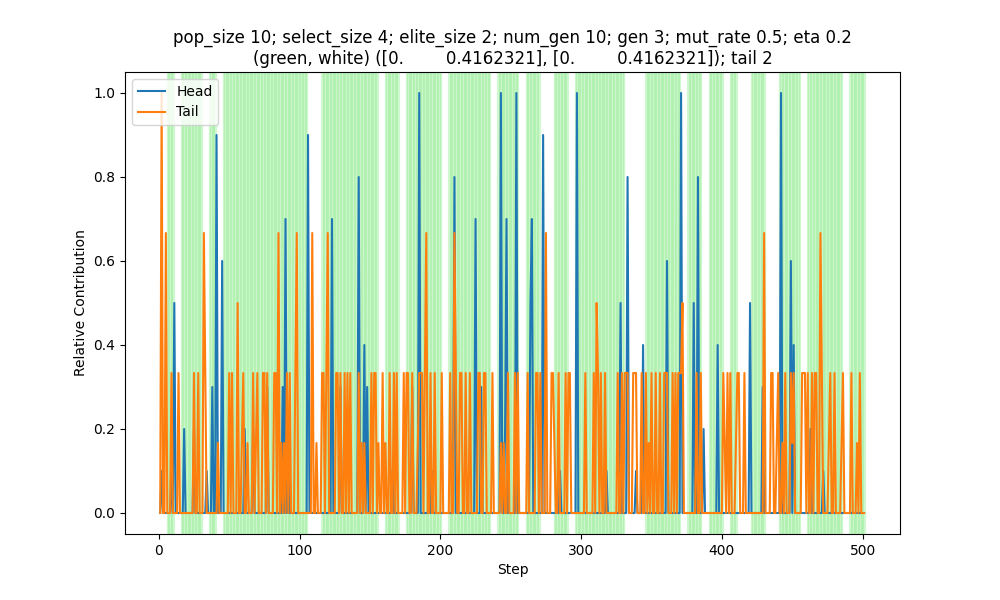 pop_size 10; select_size 4; elite_size 2; num_gen 10; gen 3; mut_rate 0.5; eta 0.2
(green, white) ([0.        0.4162321], [0.        0.4162321]); tail 2
Head
Tail
Relative Contribution
1.0
0.8
0.6
0.4
0.2
0.0
0 100 200 300 400 500
Step